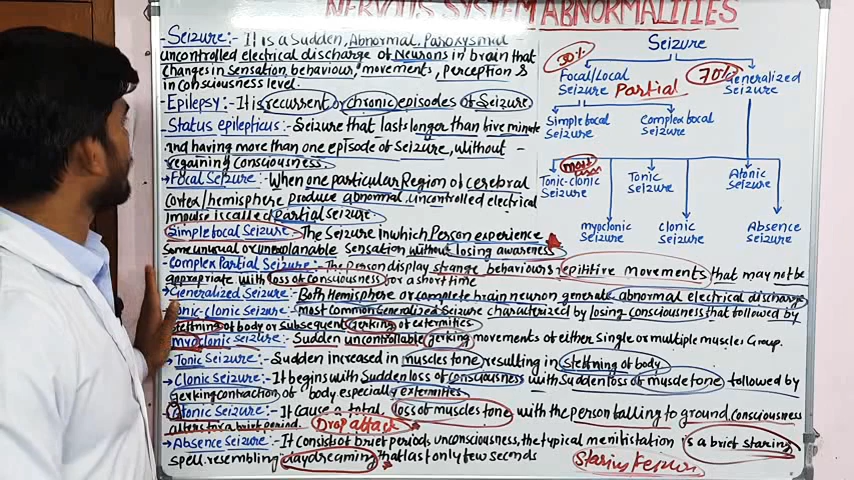 NERVOUS SYSTEM ABNORMALITIES
- Seizure:- It is a Sudden, Abnormal, Paroxysmal -
uncontrolled electrical discharge of Neurons in brain that
changes in sensation, behaviour, movements, perception &
in consciousness level.
- Epilepsy:- It is recurrent or chronic episodes of Seizure
- Status epilepticus:- Seizure that lasts longer than five minute
and having more than one episode of Seizure, without -
regaining consciousness.
→ Focal Seizure:- When one particular Region of cerebral
cortex/hemisphere produce abnormal, uncontrolled electrical
impulse is called Partial Seizure
Simple focal Seizure:- The Seizure in which Person experience
Some unusual or unexplanable Sensation without losing awareness
- Complex Partial Seizure:- The person display strange behaviours repititive movements that may not be
appropriate with loss of consciousness for a short time
→ Generalized Seizure:- Both Hemisphere or complete brain neuron generate abnormal electrical discharge
Tonic-clonic Seizure:- most common Generalized Seizure characterized by losing consciousness that followed by
of body or subsequent Gerking of extermities
Myoclonic Seizure:- Sudden uncontrollable gerking movements of either single or multiple muscles Group.
→ Tonic Seizure:- Sudden increased in muscles tone resulting in of body
→ Clonic Seizure:- It begins with Sudden loss of consciousness with Sudden loss of muscle tone followed by
gerking contraction of body especially extermities
Atonic Seizure:- It cause a total loss of muscles tone with the person falling to ground, consciousness
alters for a brief period. Drop attack
→ Absence Seizure:- It consist of brief period unconsciousness, the typical is a brief staring
spell resembling daydreaming that last only few seconds
Seizure
30%
70%
Focal/Local
Seizure Partial
Generalized
Seizure
Simple focal
Seizure
Complex focal
Seizure
most
Tonic-clonic
Seizure
Tonic
Seizure
Atonic
Seizure
myoclonic
Seizure
clonic
Seizure
Absence
Seizure